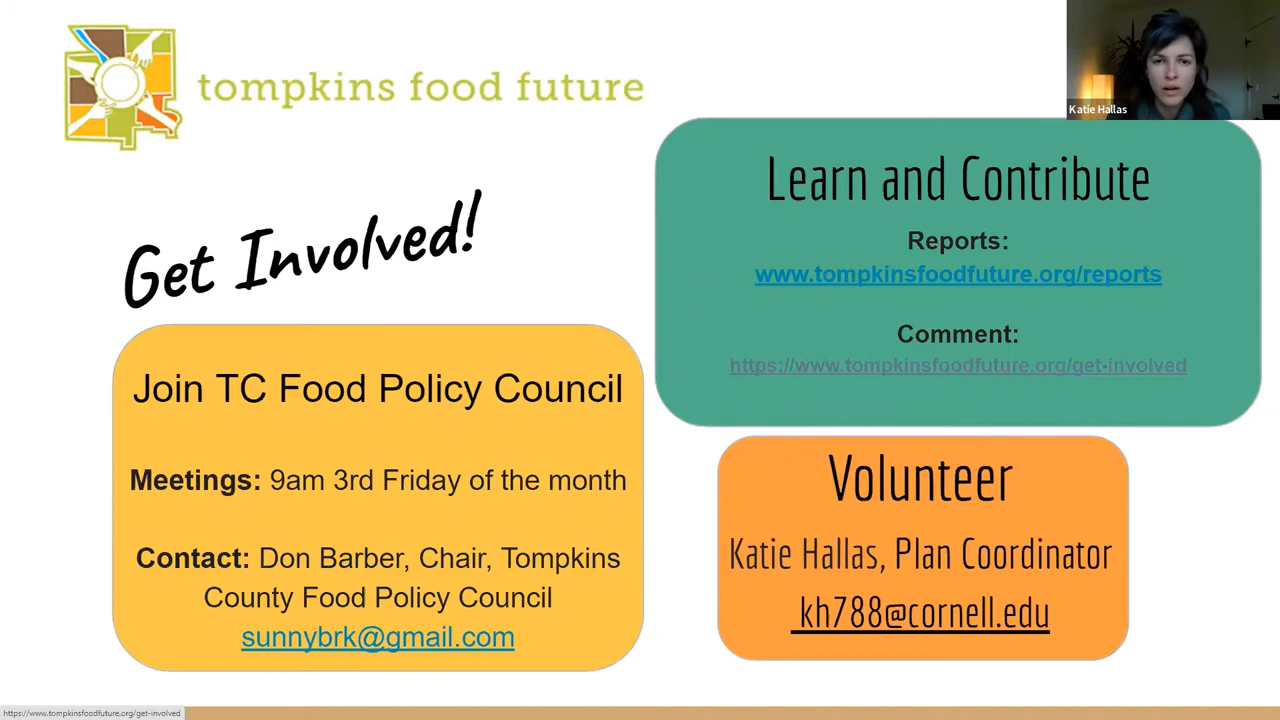 tompkins food future
Katie Hallas
Get Involved!
Learn and Contribute
Reports:
www.tompkinsfoodfuture.org/reports
Comment:
https://www.tompkinsfoodfuture.org/get-involved
Join TC Food Policy Council
Meetings: 9am 3rd Friday of the month
Contact: Don Barber, Chair, Tompkins
County Food Policy Council
sunnybrk@gmail.com
Volunteer
Katie Hallas, Plan Coordinator
kh788@cornell.edu
https://www.tompkinsfoodfuture.org/get-involved